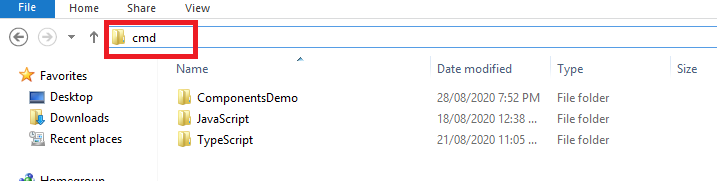 File Home Share View
cmd
Name Date modified Type Size
Favorites
Desktop
Downloads
Recent places
ComponentsDemo 28/08/2020 7:52 PM File folder
JavaScript 18/08/2020 12:38 ... File folder
TypeScript 21/08/2020 11:05 ... File folder
Homegroup